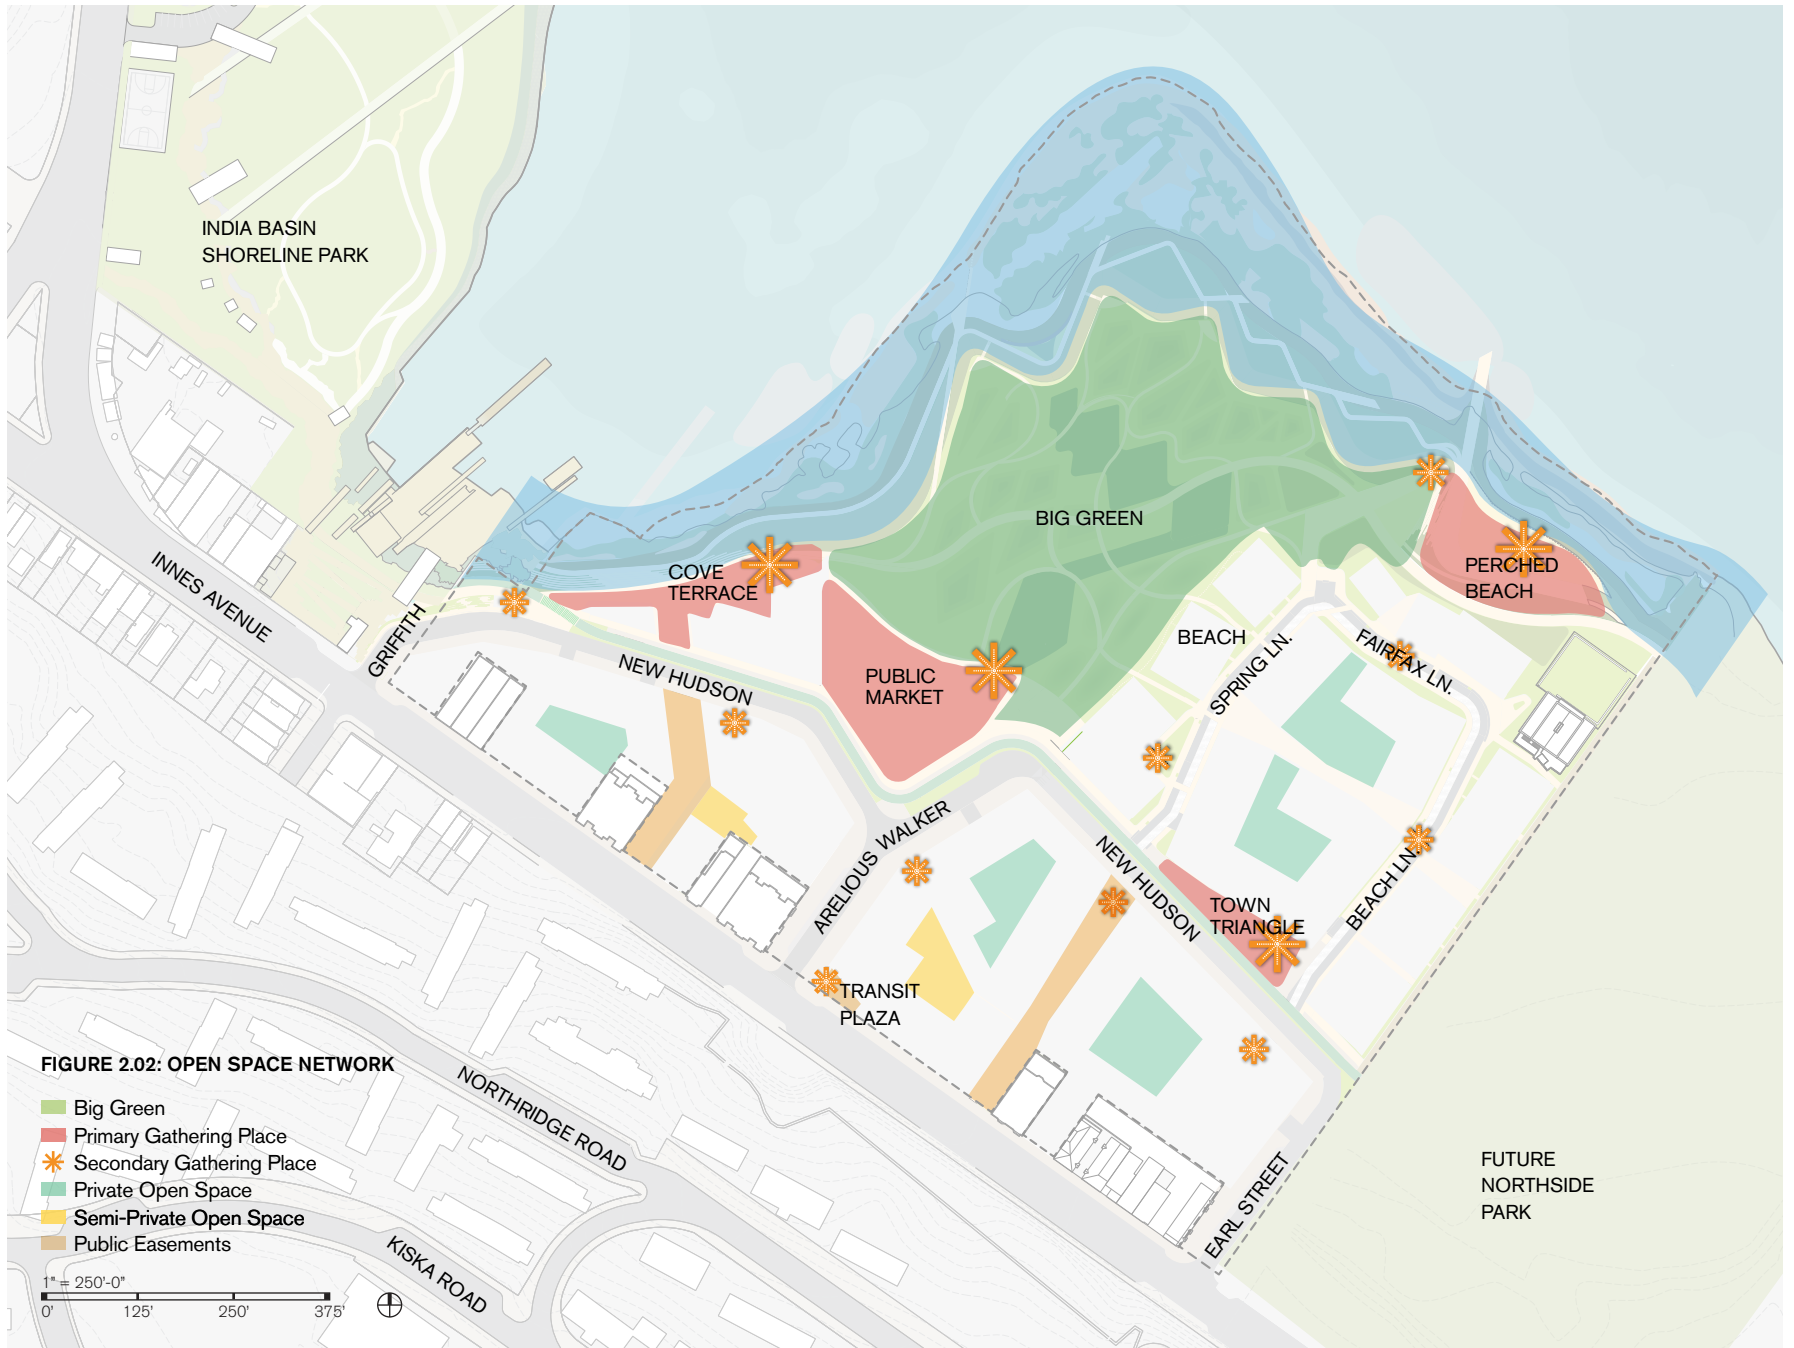 INDIA BASIN
SHORELINE PARK
INNES AVENUE
GRIFFITH
COVE
TERRACE
BIG GREEN
PERCHED
BEACH
NEW HUDSON
PUBLIC
MARKET
BEACH
SPRING LN.
FAIRFAX LN.
ARELIOUS WALKER
NEW HUDSON
TOWN
TRIANGLE
BEACH LN.
TRANSIT
PLAZA
EARL STREET
FUTURE
NORTHSIDE
PARK
NORTHRIDGE ROAD
KISKA ROAD
FIGURE 2.02: OPEN SPACE NETWORK
Big Green
Primary Gathering Place
Secondary Gathering Place
Private Open Space
Semi-Private Open Space
Public Easements
1" = 250'-0"
0' 125' 250' 375'